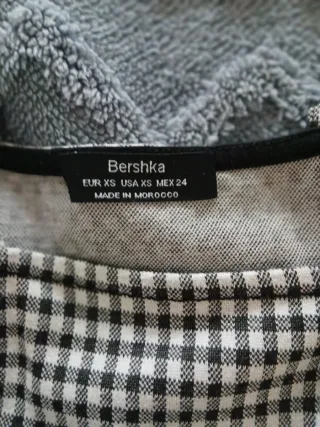 Bershka
EUR XS USA XS MEX 24
MADE IN MOROCCO